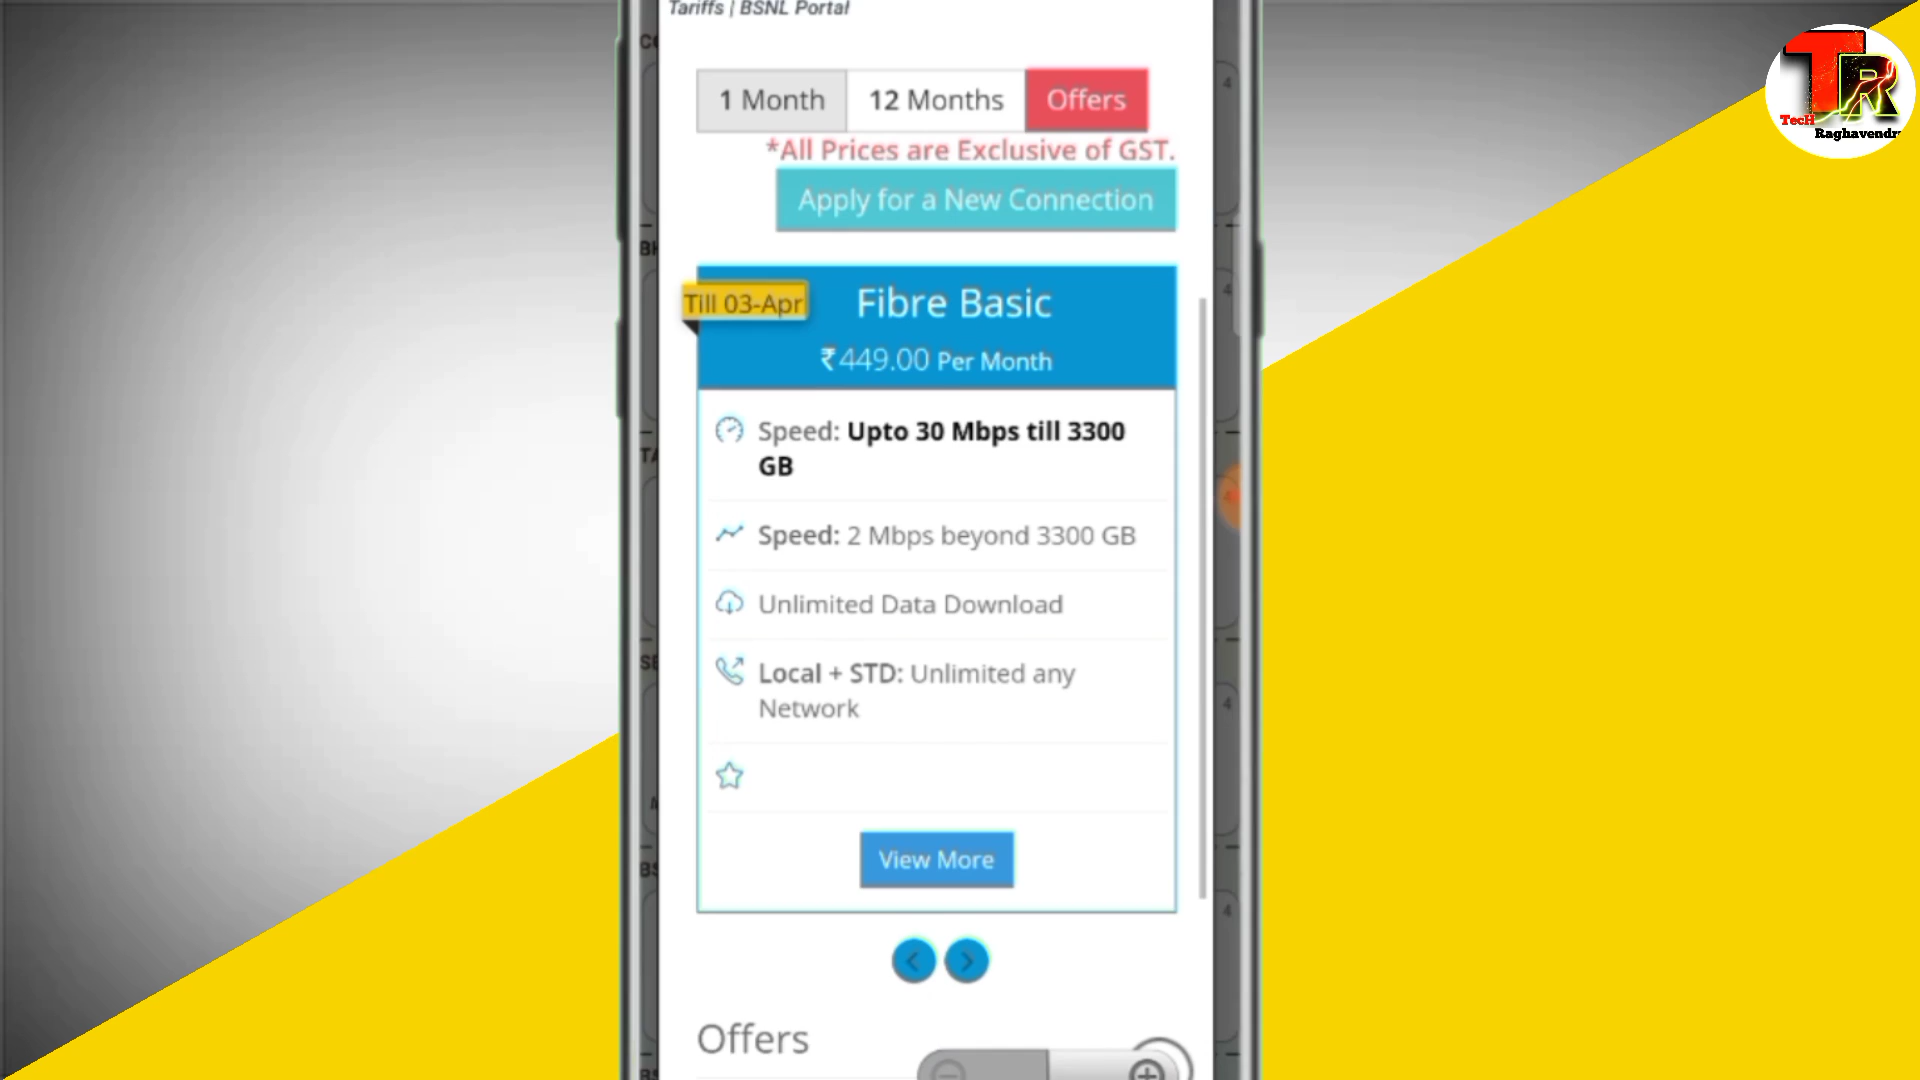 Tariffs | BSNL Portal
1 Month 12 Months Offers
*All Prices are Exclusive of GST.
Apply for a New Connection
Till 03-Apr
Fibre Basic
₹449.00 Per Month
Speed: Upto 30 Mbps till 3300
GB
Speed: 2 Mbps beyond 3300 GB
Unlimited Data Download
Local + STD: Unlimited any
Network
View More
Offers
TR
TecH
Raghavendr